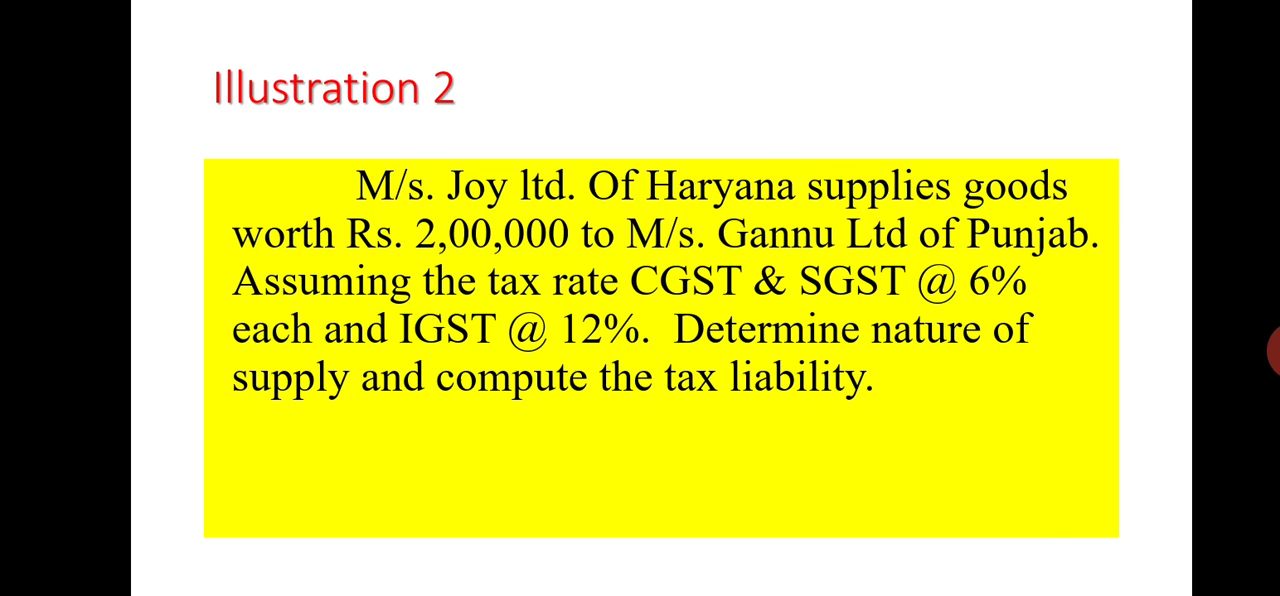 Illustration 2
M/s. Joy ltd. Of Haryana supplies goods
worth Rs. 2,00,000 to M/s. Gannu Ltd of Punjab.
Assuming the tax rate CGST & SGST @ 6%
each and IGST @ 12%.  Determine nature of
supply and compute the tax liability.